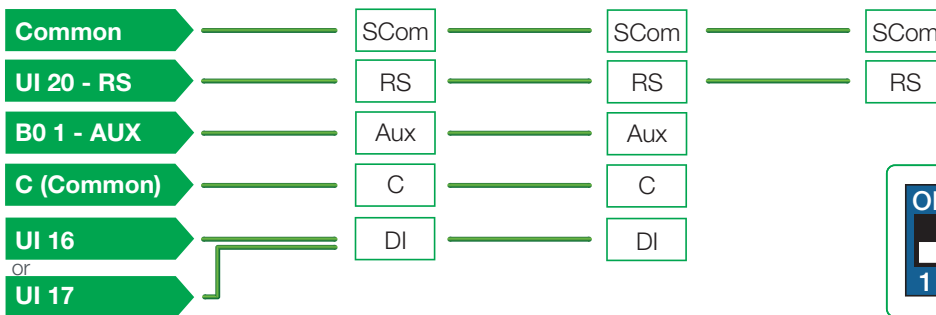 Common SCom SCom SCom
UI 20 - RS RS RS RS
B0 1 - AUX Aux Aux
C (Common) C C
UI 16 DI DI
or
UI 17
1